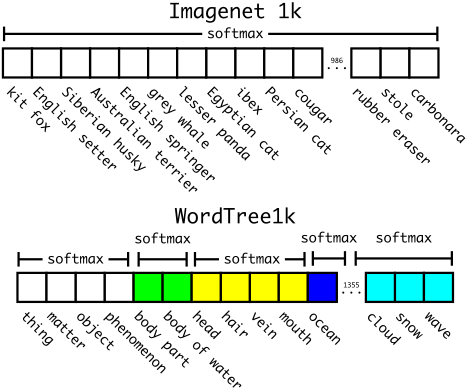 Imagenet 1k
softmax
986
...
kit fox
English setter
Siberian husky
Australian terrier
English springer
grey whale
lesser panda
Egyptian cat
ibex
Persian cat
cougar
rubber eraser
stole
carbonara
WordTree1k
softmax
softmax
softmax
softmax
softmax
1355
...
thing
matter
object
phenomenon
body part
body of water
head
hair
vein
mouth
ocean
cloud
snow
wave